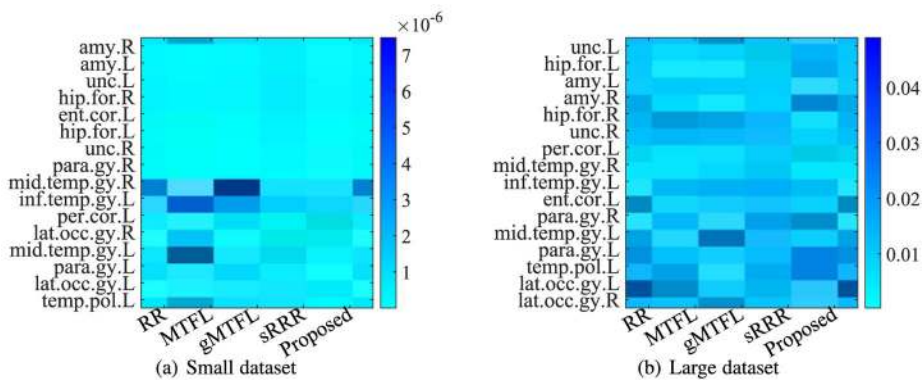 ×10⁻⁶
amy.R
amy.L
unc.L
hip.for.R
ent.cor.L
hip.for.L
unc.R
para.gy.R
mid.temp.gy.R
inf.temp.gy.L
per.cor.L
lat.occ.gy.R
mid.temp.gy.L
para.gy.L
lat.occ.gy.L
temp.pol.L
RR
MTFL
gMTFL
sRRR
Proposed
7
6
5
4
3
2
1
(a) Small dataset
unc.L
hip.for.L
amy.L
amy.R
hip.for.R
unc.R
per.cor.L
mid.temp.gy.R
inf.temp.gy.L
ent.cor.L
para.gy.R
mid.temp.gy.L
para.gy.L
temp.pol.L
lat.occ.gy.L
lat.occ.gy.R
RR
MTFL
gMTFL
sRRR
Proposed
0.04
0.03
0.02
0.01
(b) Large dataset